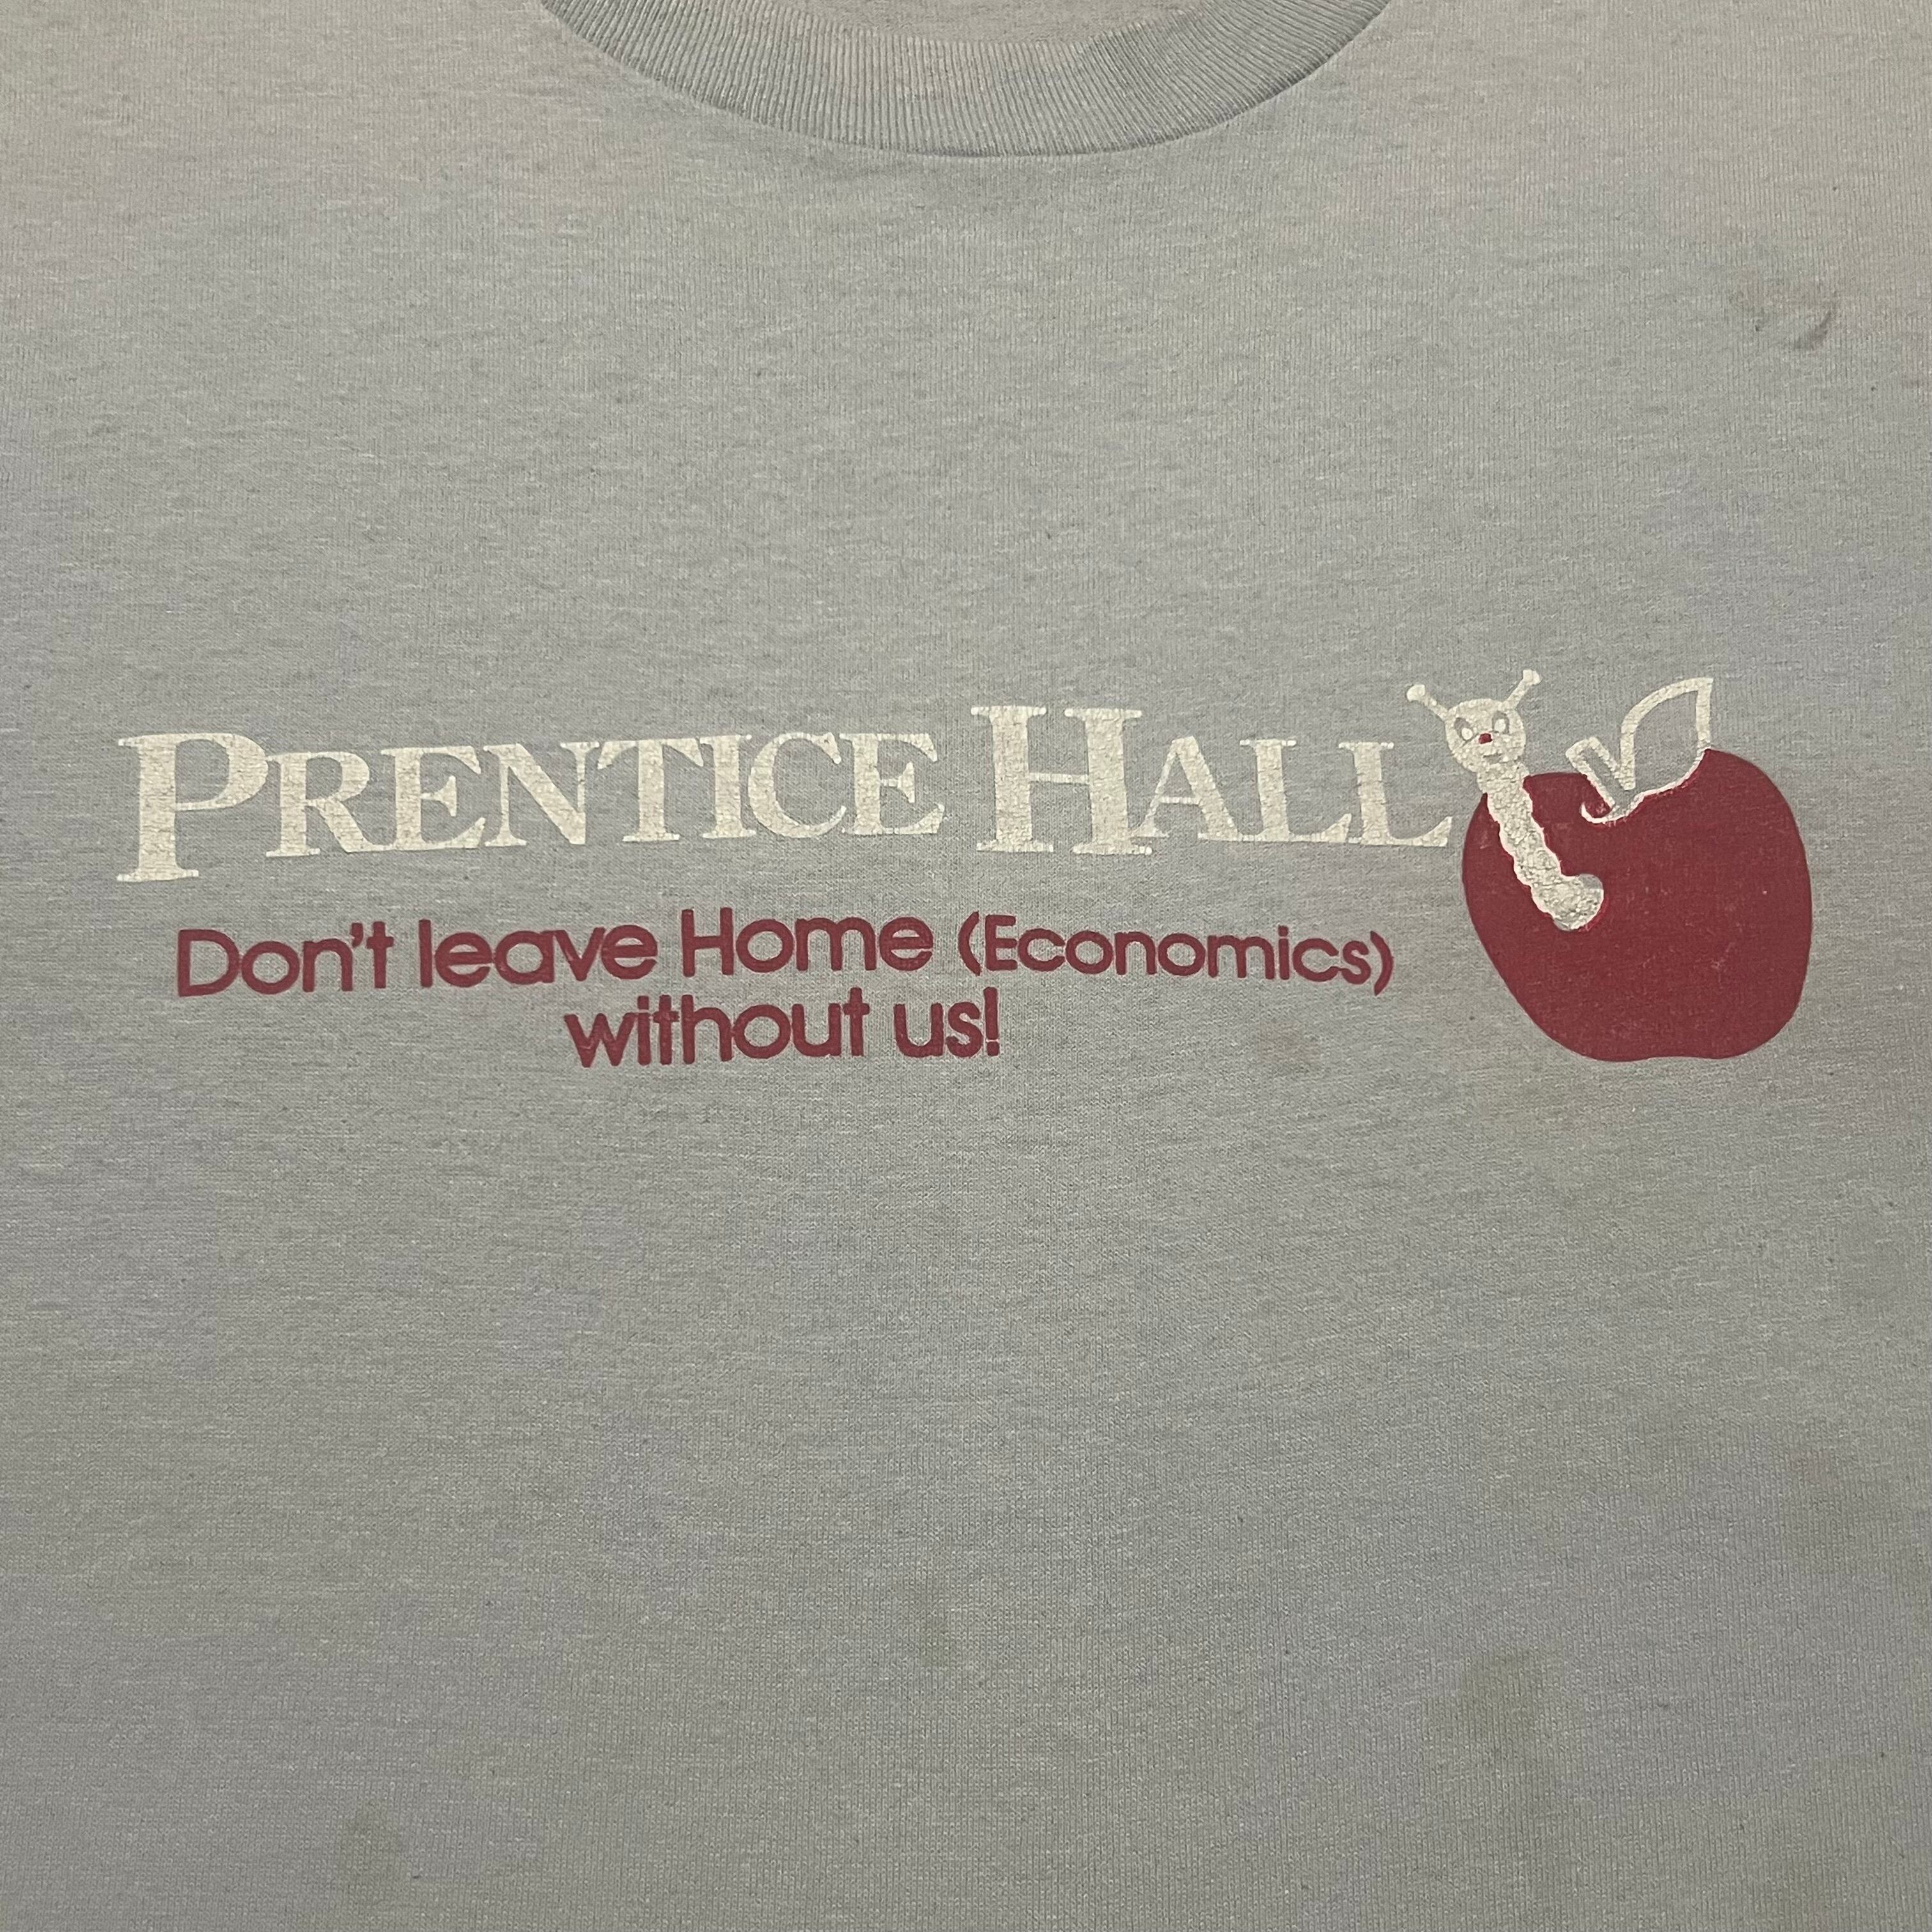 PRENTICE HALL
Don't leave Home (Economics)
without us!